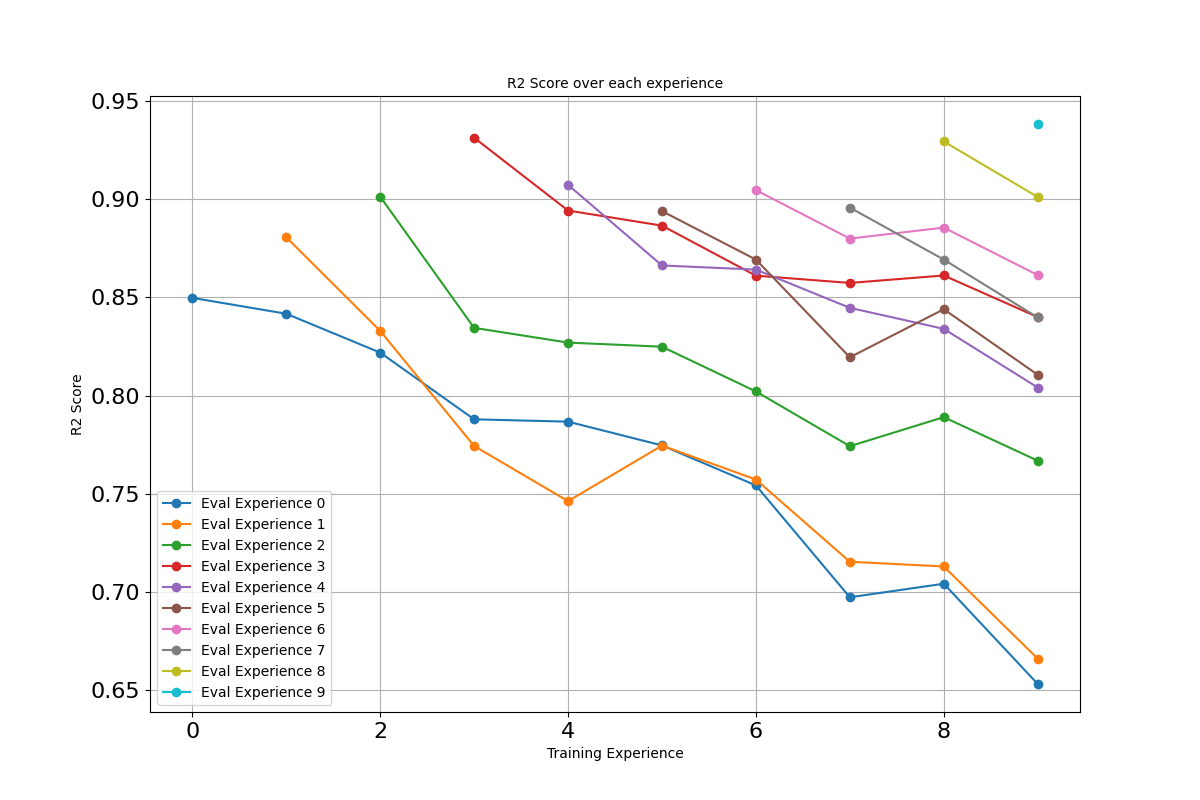 R2 Score over each experience
0.95
0.90
0.85
0.80
0.75
0.70
0.65
R2 Score
Eval Experience 0
Eval Experience 1
Eval Experience 2
Eval Experience 3
Eval Experience 4
Eval Experience 5
Eval Experience 6
Eval Experience 7
Eval Experience 8
Eval Experience 9
0 2 4 6 8
Training Experience